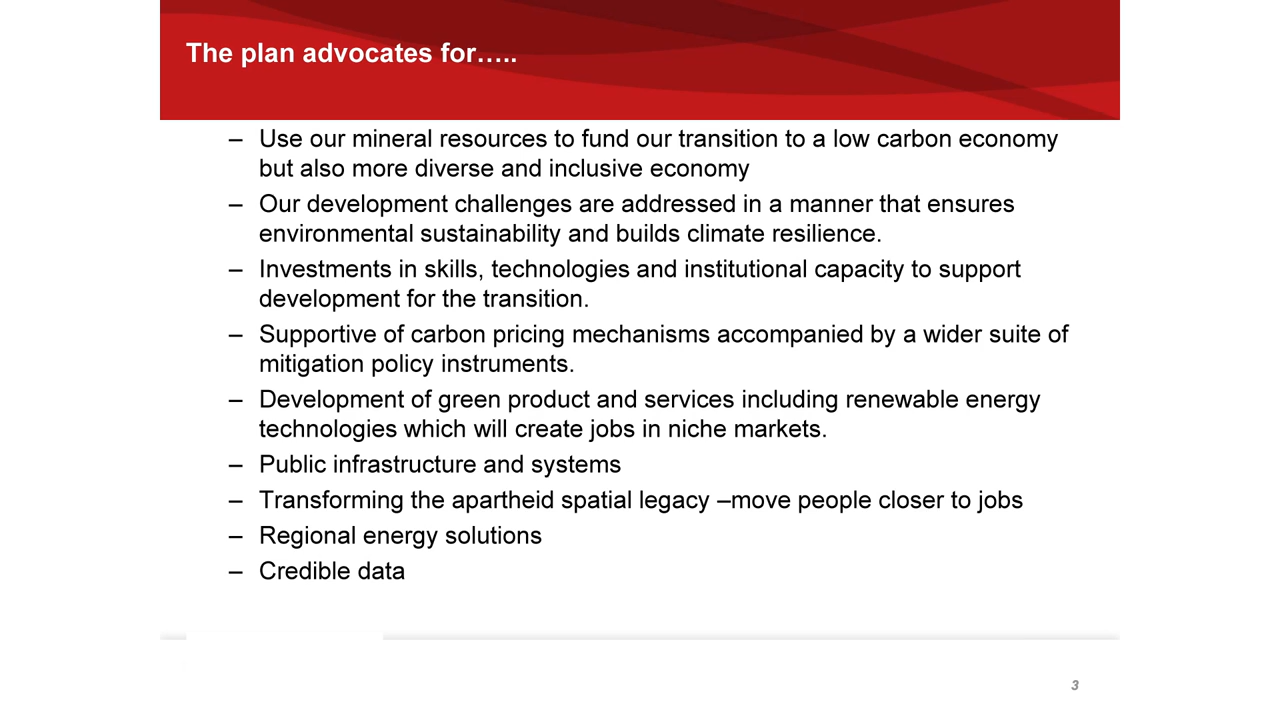 The plan advocates for…..
– Use our mineral resources to fund our transition to a low carbon economy
but also more diverse and inclusive economy
– Our development challenges are addressed in a manner that ensures
environmental sustainability and builds climate resilience.
– Investments in skills, technologies and institutional capacity to support
development for the transition.
– Supportive of carbon pricing mechanisms accompanied by a wider suite of
mitigation policy instruments.
– Development of green product and services including renewable energy
technologies which will create jobs in niche markets.
– Public infrastructure and systems
– Transforming the apartheid spatial legacy –move people closer to jobs
– Regional energy solutions
– Credible data
3